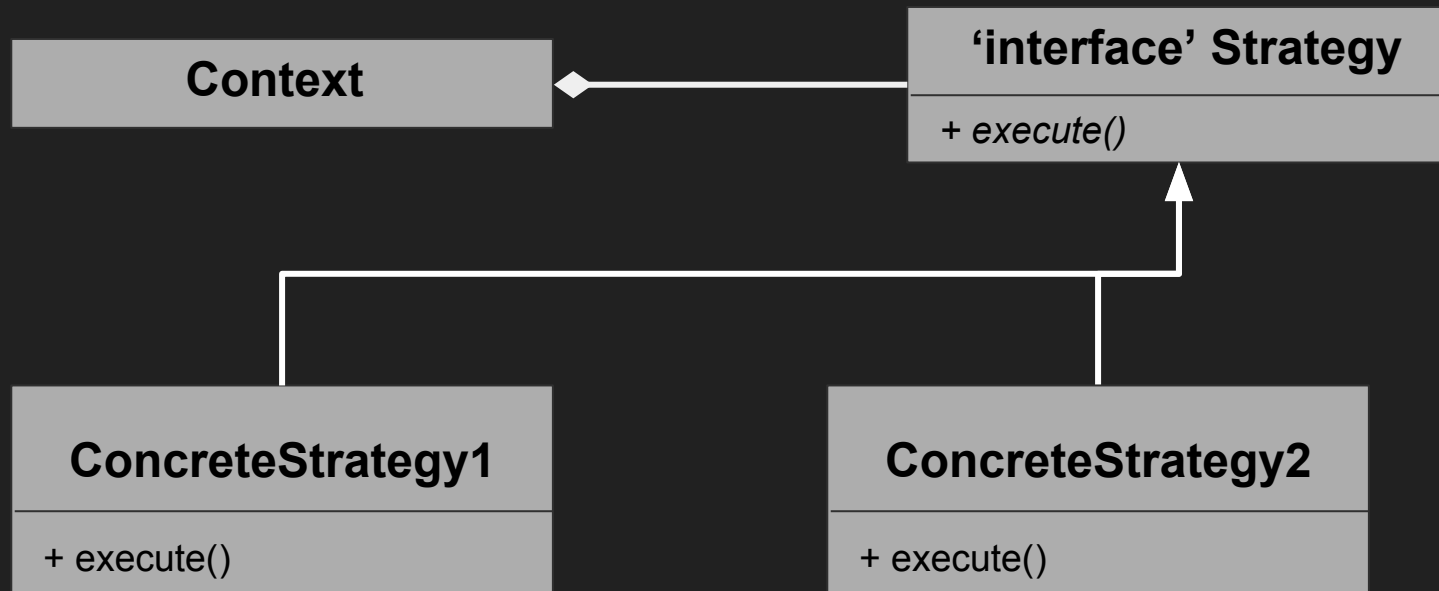 Context
‘interface’ Strategy
+ execute()
ConcreteStrategy1
+ execute()
ConcreteStrategy2
+ execute()